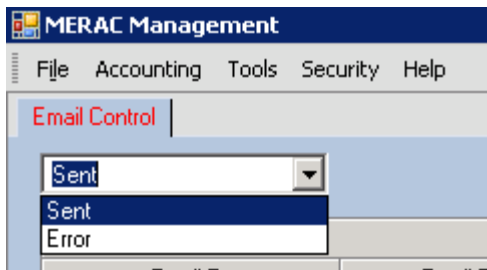 MERAC Management
File Accounting Tools Security Help
Email Control
Sent
Sent
Error